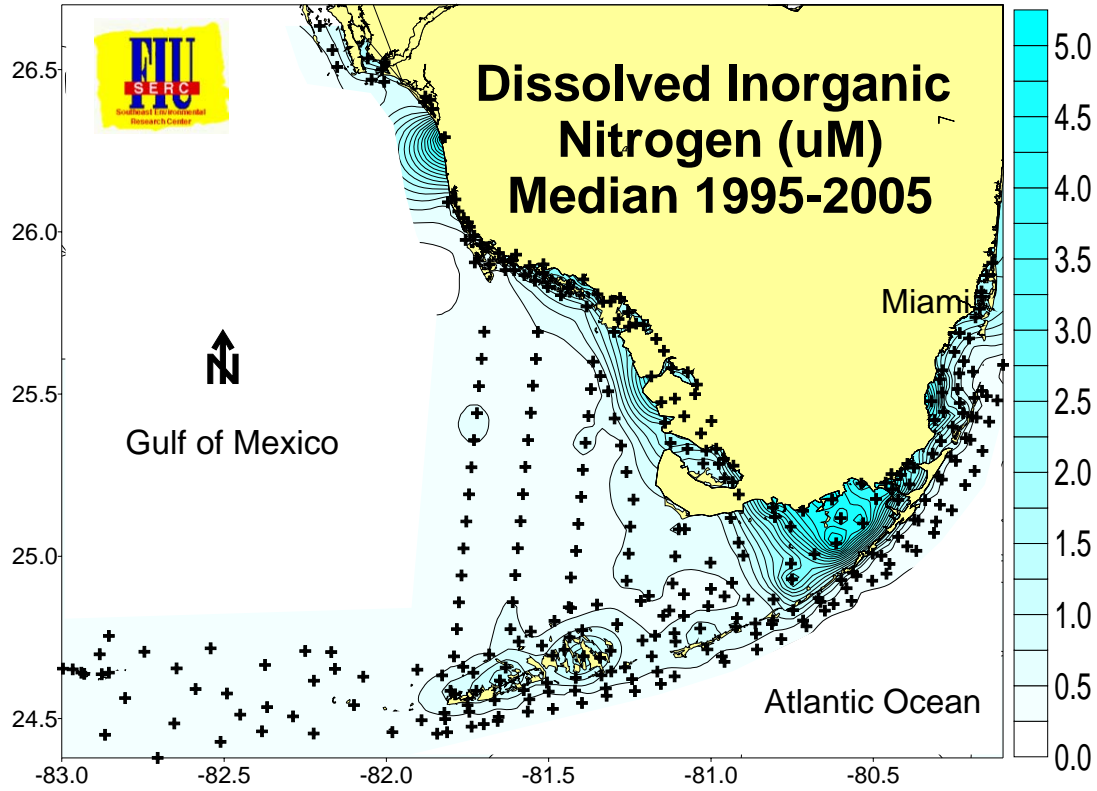 FIU
SERC
Southeast Environmental
Research Center
Dissolved Inorganic
Nitrogen (uM)
Median 1995-2005
Miami
N
Gulf of Mexico
Atlantic Ocean
26.5
26.0
25.5
25.0
24.5
-83.0
-82.5
-82.0
-81.5
-81.0
-80.5
5.0
4.5
4.0
3.5
3.0
2.5
2.0
1.5
1.0
0.5
0.0